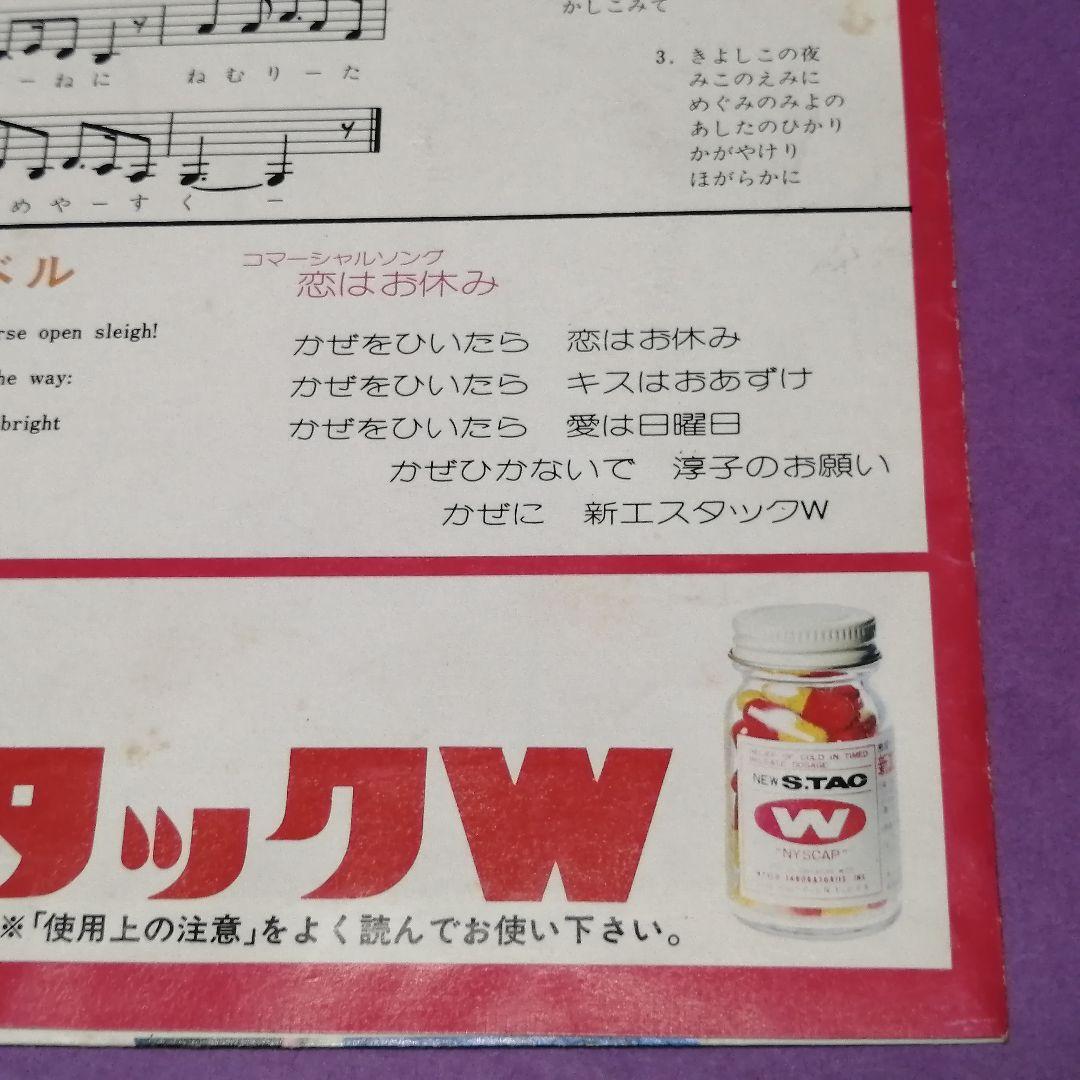 ーねに ねむりーた
めやーすく ー
かしこみて
3. きよしこの夜
みこのえみに
めぐみのみよの
あしたのひかり
かがやけり
ほがらかに
ベル
rse open sleigh!
he way:
bright
コマーシャルソング
恋はお休み
かぜをひいたら 恋はお休み
かぜをひいたら キスはおあずけ
かぜをひいたら 愛は日曜日
かぜひかないで 淳子のお願い
かぜに 新エスタックW
タックW
※「使用上の注意」をよく読んでお使い下さい。
COLD IN TIMED
NEW S.TAC
W
"NYSCAP"
LABORATORIES INC